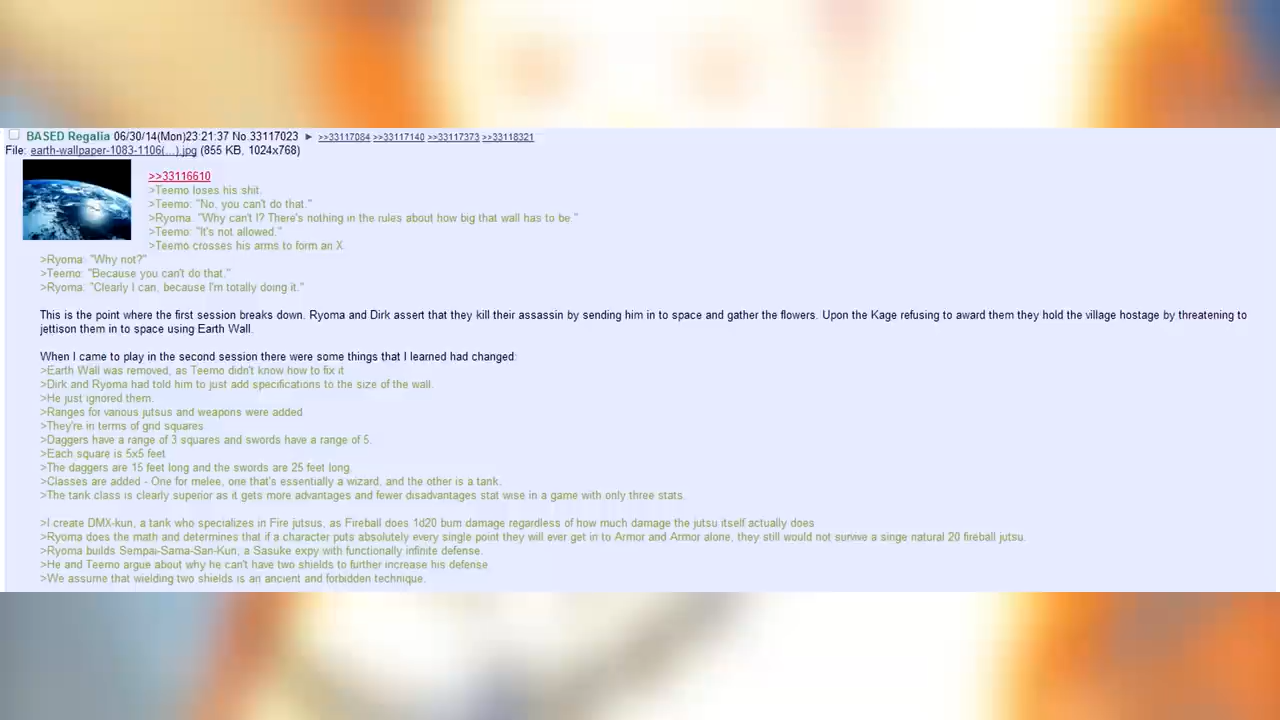 BASED Regalia 06/30/14(Mon)23:21:37 No.33117023 ▶ >>33117084 >>33117140 >>33117373 >>33118321
File: earth-wallpaper-1083-1106(...).jpg (855 KB, 1024x768)
>>33116610
>Teemo loses his shit.
>Teemo: "No, you can't do that."
>Ryoma: "Why can't I? There's nothing in the rules about how big that wall has to be."
>Teemo: "It's not allowed."
>Teemo crosses his arms to form an X.
>Ryoma: "Why not?"
>Teemo: "Because you can't do that."
>Ryoma: "Clearly I can, because I'm totally doing it."
This is the point where the first session breaks down. Ryoma and Dirk assert that they kill their assassin by sending him in to space and gather the flowers. Upon the Kage refusing to award them they hold the village hostage by threatening to
jettison them in to space using Earth Wall.
When I came to play in the second session there were some things that I learned had changed:
>Earth Wall was removed, as Teemo didn't know how to fix it
>Dirk and Ryoma had told him to just add specifications to the size of the wall.
>He just ignored them.
>Ranges for various jutsus and weapons were added
>They're in terms of grid squares
>Daggers have a range of 3 squares and swords have a range of 5.
>Each square is 5x5 feet
>The daggers are 15 feet long and the swords are 25 feet long.
>Classes are added - One for melee, one that's essentially a wizard, and the other is a tank.
>The tank class is clearly superior as it gets more advantages and fewer disadvantages stat wise in a game with only three stats.
>I create DMX-kun, a tank who specializes in Fire jutsus, as Fireball does 1d20 burn damage regardless of how much damage the jutsu itself actually does
>Ryoma does the math and determines that if a character puts absolutely every single point they will ever get in to Armor and Armor alone, they still would not survive a singe natural 20 fireball jutsu.
>Ryoma builds Sempai-Sama-San-Kun, a Sasuke expy with functionally infinite defense.
>He and Teemo argue about why he can't have two shields to further increase his defense.
>We assume that wielding two shields is an ancient and forbidden technique.